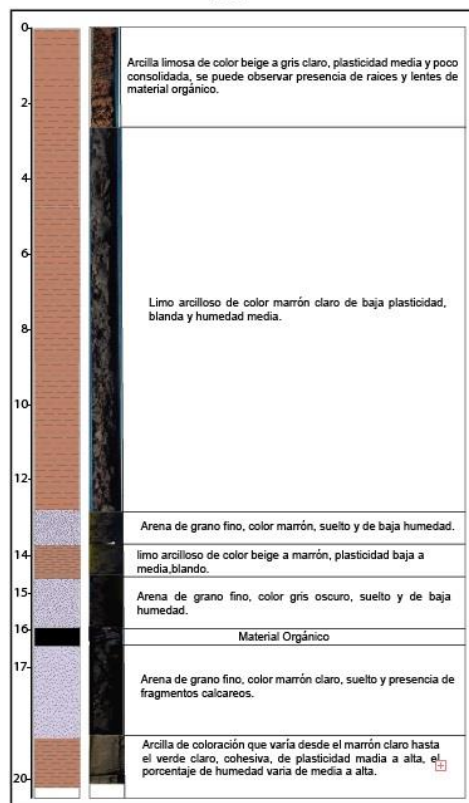 0
Arcilla limosa de color beige a gris claro, plasticidad media y poco
consolidada, se puede observar presencia de raices y lentes de
material orgánico.
2
4
6
Limo arcilloso de color marrón claro de baja plasticidad,
blanda y humedad media.
8
10
12
Arena de grano fino, color marrón, suelto y de baja humedad.
14
limo arcilloso de color beige a marrón, plasticidad baja a
media,blando.
15
Arena de grano fino, color gris oscuro, suelto y de baja
humedad.
16
Material Orgánico
17
Arena de grano fino, color marrón claro, suelto y presencia de
fragmentos calcareos.
Arcilla de coloración que varía desde el marrón claro hasta
el verde claro, cohesiva, de plasticidad madia a alta, el
porcentaje de humedad varia de media a alta.
20